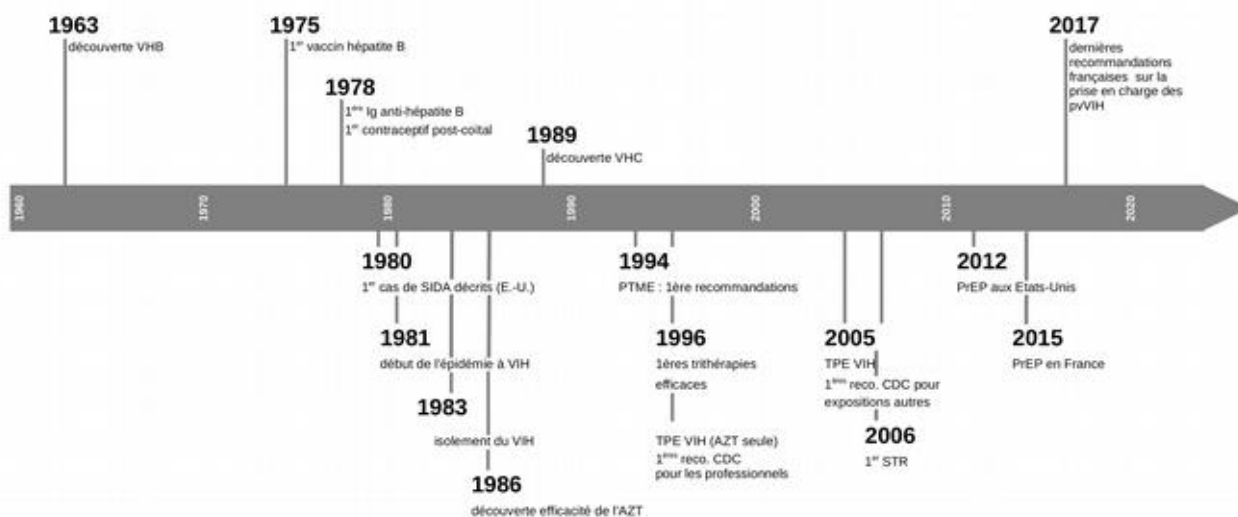 1963
découverte VHB
1975
1er vaccin hépatite B
1978
1ère Ig anti-hépatite B
1er contraceptif post-coïtal
1989
découverte VHC
2017
dernières
recommandations
françaises sur la
prise en charge des
pvVIH
1960
1970
1980
1990
2000
2010
2020
1980
1er cas de SIDA décrits (E.-U.)
1981
début de l'épidémie à VIH
1983
isolement du VIH
1986
découverte efficacité de l'AZT
1994
PTME : 1ère recommandations
1996
1ères trithérapies
efficaces
TPE VIH (AZT seule)
1ères reco. CDC
pour les professionnels
2005
TPE VIH
1ères reco. CDC pour
expositions autres
2006
1er STR
2012
PrEP aux Etats-Unis
2015
PrEP en France